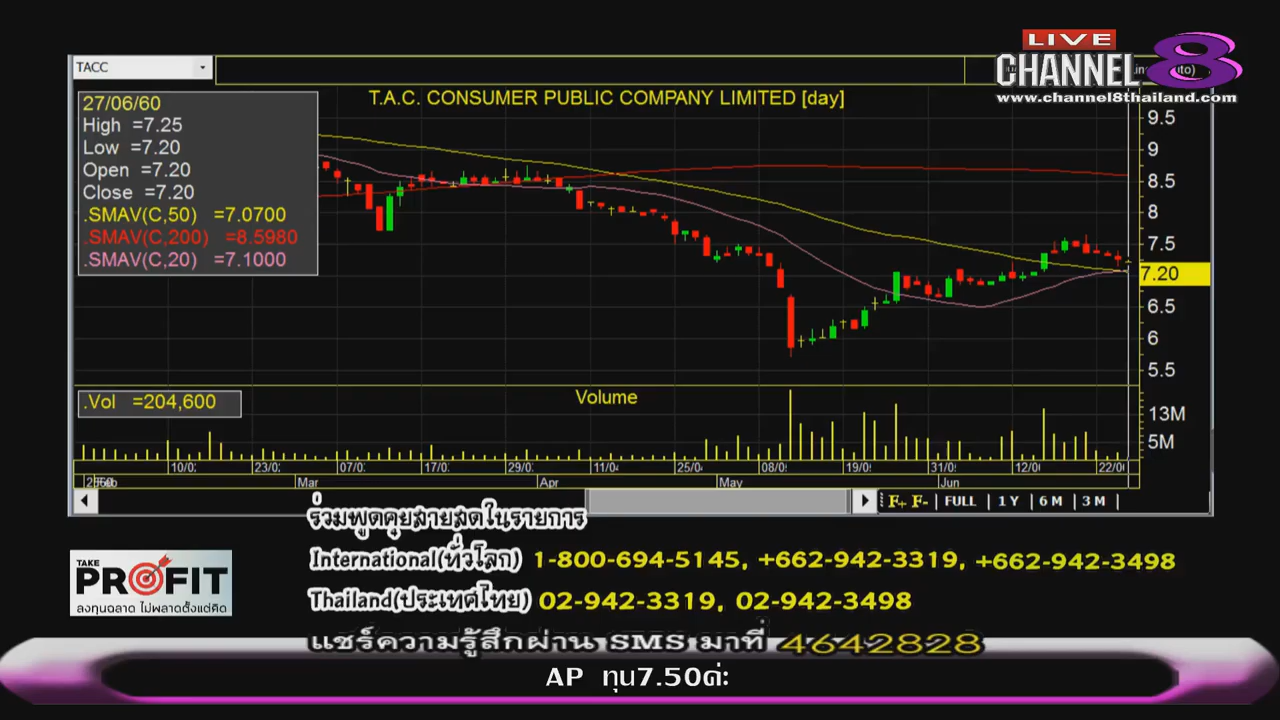 LIVE
CHANNEL 8
www.channel8thailand.com
TACC
T.A.C. CONSUMER PUBLIC COMPANY LIMITED [day]
27/06/60
High =7.25
Low =7.20
Open =7.20
Close =7.20
.SMAV(C,50) =7.0700
.SMAV(C,200) =8.5980
.SMAV(C,20) =7.1000
9.5
9
8.5
8
7.5
7.20
6.5
6
5.5
.Vol =204,600
Volume
13M
5M
10/0 23/0 07/0 17/0 29/0 11/0 25/0 08/0 19/0 31/0 12/0 22/0
Mar Apr May Jun
F+ F- | FULL | 1 Y | 6 M | 3 M |
ร่วมพูดคุยสายสดในรายการ
International(ทั่วโลก) 1-800-694-5145, +662-942-3319, +662-942-3498
TAKE
PROFIT
ลงทุนฉลาด ไม่พลาดตั้งแต่คิด
Thailand(ประเทศไทย) 02-942-3319, 02-942-3498
แชร์ความรู้สึกผ่าน SMS มาที่ 4642828
AP ทุน7.50ค่ะ